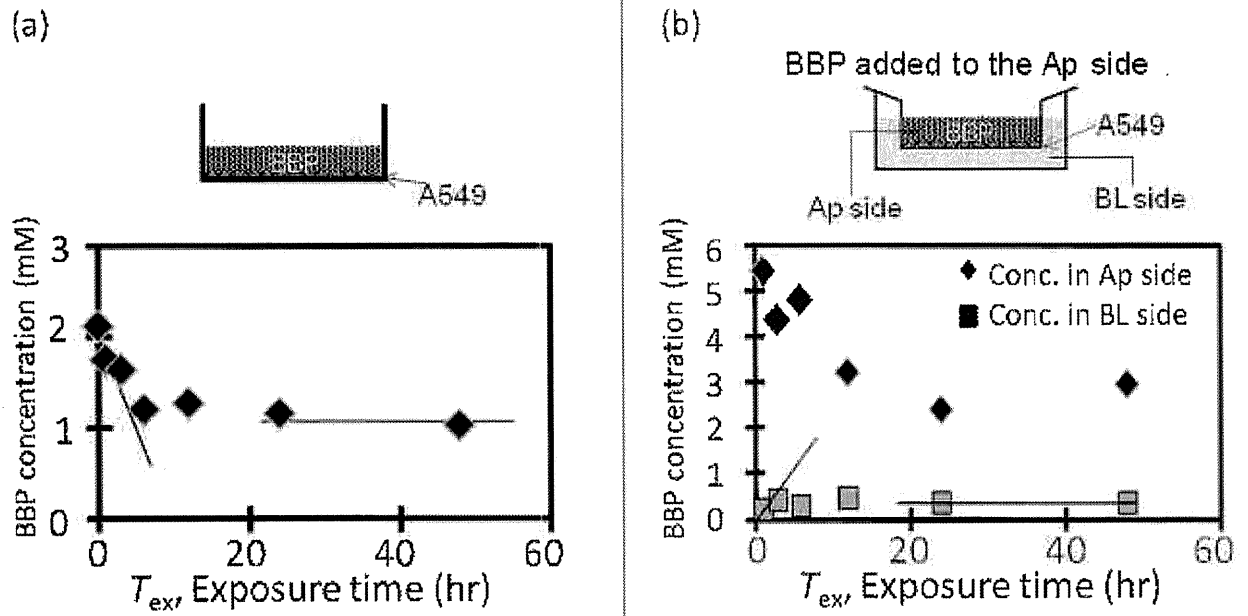 (a)
BBP
A549
BBP concentration (mM)
3
2
1
0
0
20
40
60
Tex, Exposure time (hr)
(b)
BBP added to the Ap side
BBP
A549
Ap side
BL side
BBP concentration (mM)
6
5
4
3
2
1
0
Conc. in Ap side
Conc. in BL side
0
20
40
60
Tex, Exposure time (hr)